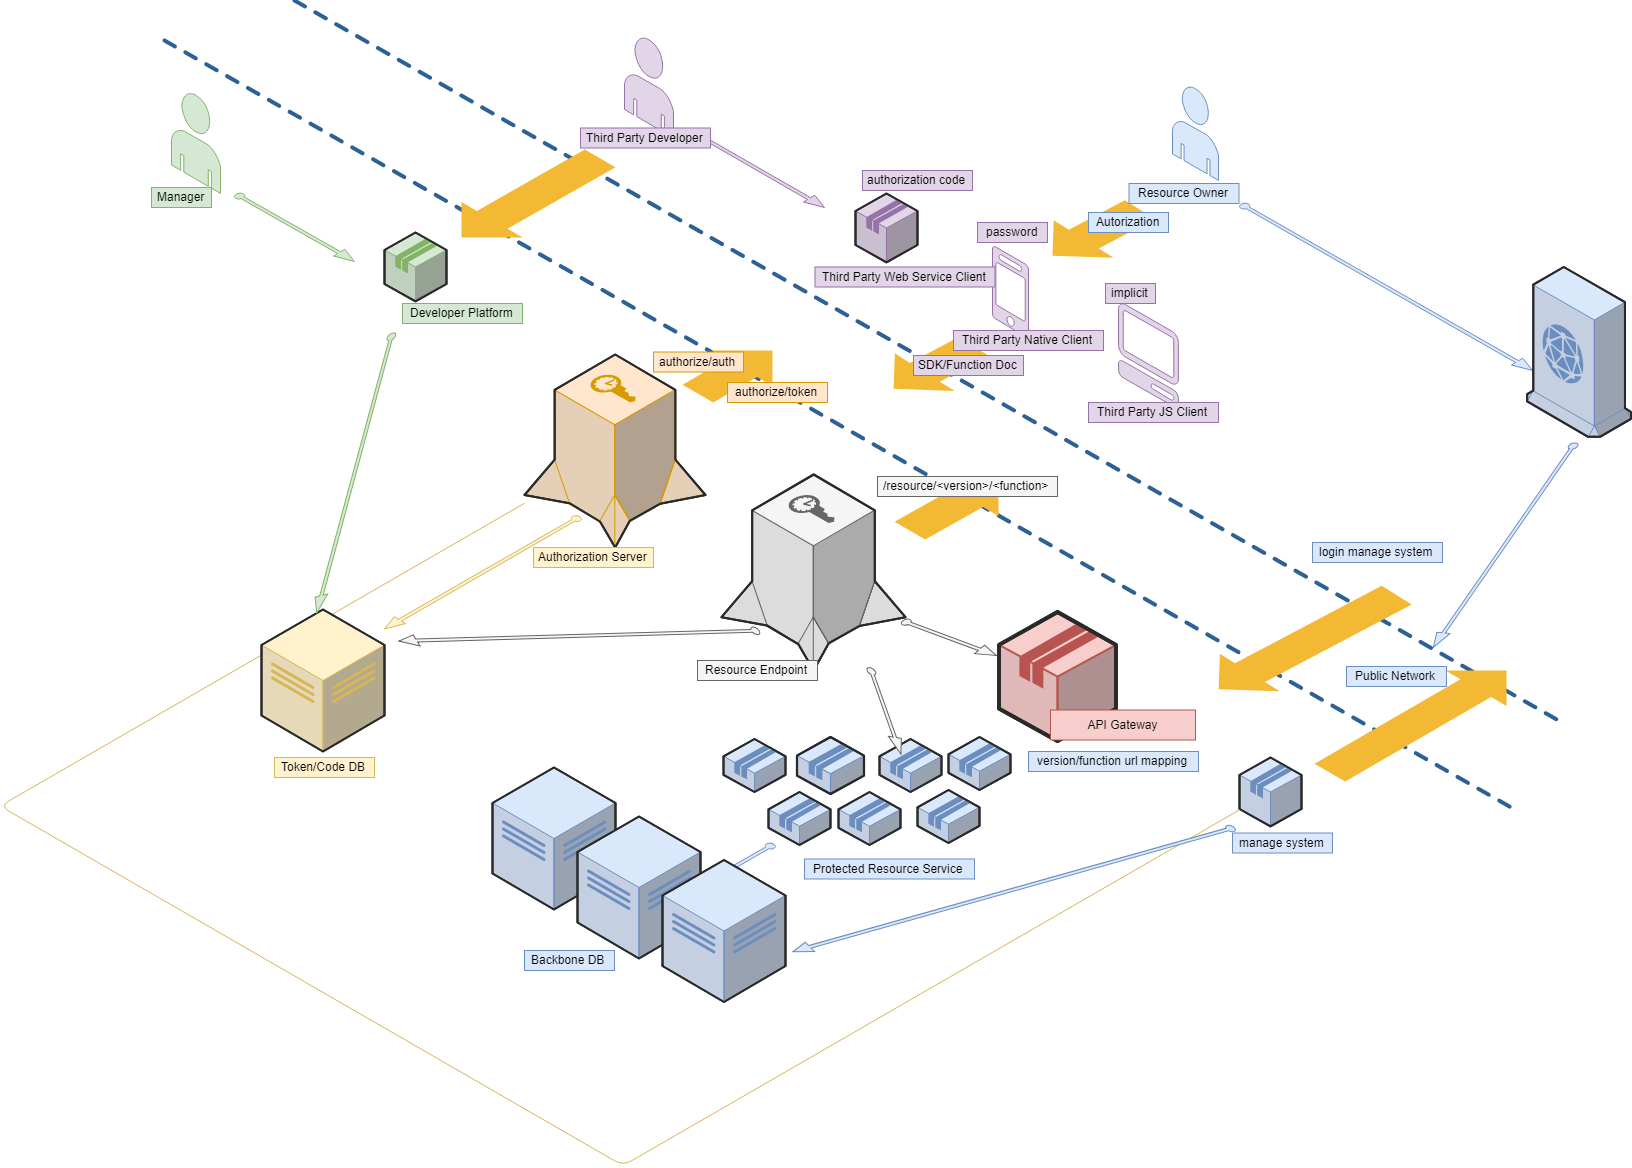 Third Party Developer
authorization code
Manager
Resource Owner
Autorization
password
Third Party Web Service Client
implicit
Developer Platform
Third Party Native Client
authorize/auth
SDK/Function Doc
authorize/token
Third Party JS Client
/resource/<version>/<function>
Authorization Server
login manage system
Resource Endpoint
Public Network
API Gateway
Token/Code DB
version/function url mapping
manage system
Protected Resource Service
Backbone DB